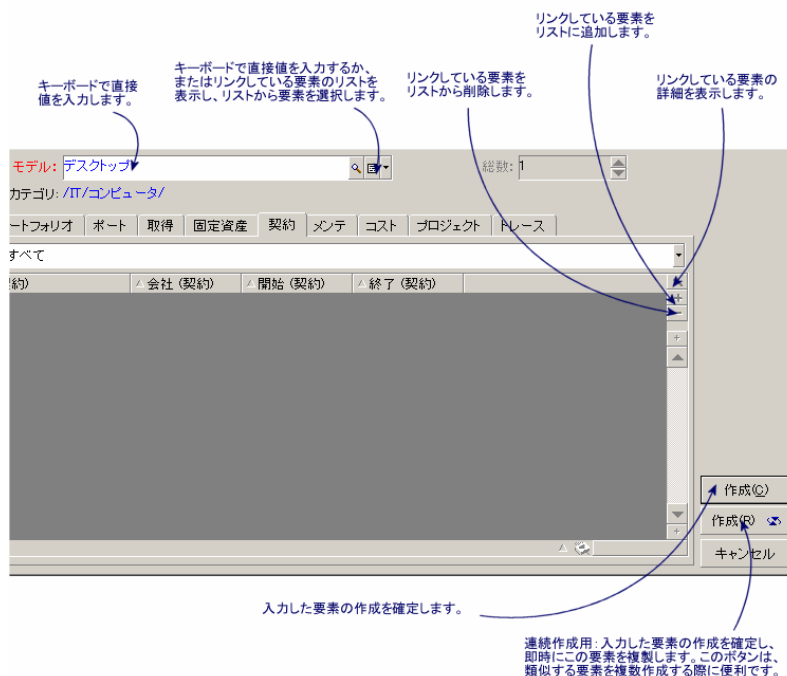 リンクしている要素を
リストに追加します。
キーボードで直接値を入力するか、
またはリンクしている要素のリストを
表示し、リストから要素を選択します。
キーボードで直接
値を入力します。
リンクしている要素を
リストから削除します。
リンクしている要素の
詳細を表示します。
モデル: デスクトップ 総数: 1
カテゴリ: /IT/コンピュータ/
ートフォリオ ポート 取得 固定資産 契約 メンテ コスト プロジェクト トレース
すべて
約) 会社 (契約) 開始 (契約) 終了 (契約)
作成(C)
作成(R)
キャンセル
入力した要素の作成を確定します。
連続作成用: 入力した要素の作成を確定し、
即時にこの要素を複製します。このボタンは、
類似する要素を複数作成する際に便利です。